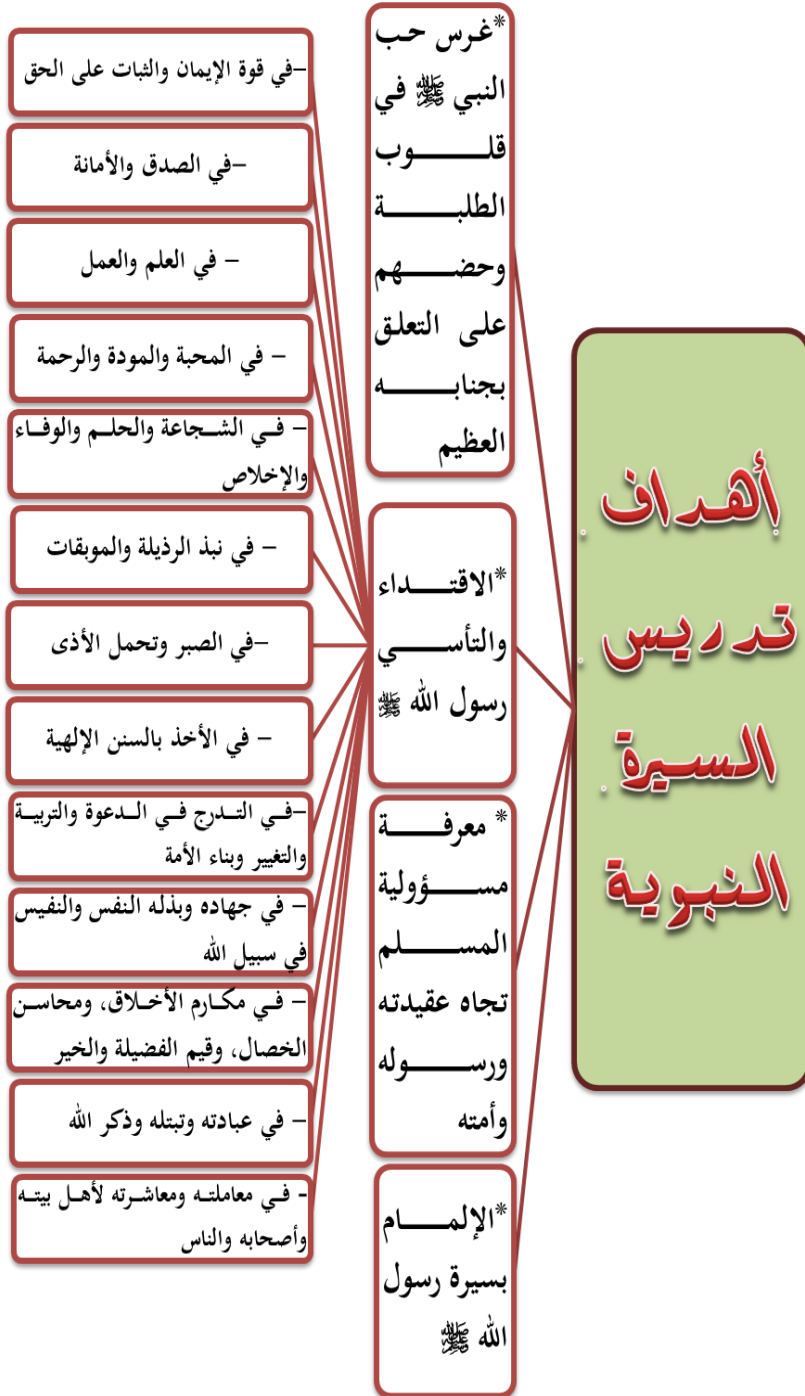 أهداف
تدريس
السيرة
النبوية
*غرس حب
النبي ﷺ في
قلوب
الطلبة
وحضهم
على التعلق
بجنابه
العظيم
*الاقتداء
والتأسي
رسول الله ﷺ
* معرفة
مسؤولية
المسلم
تجاه عقيدته
ورسوله
وأمته
*الإلمام
بسيرة رسول
الله ﷺ
-في قوة الإيمان والثبات على الحق
-في الصدق والأمانة
- في العلم والعمل
- في المحبة والمودة والرحمة
- في الشجاعة والحلم والوفاء
والإخلاص
- في نبذ الرذيلة والموبقات
-في الصبر وتحمل الأذى
- في الأخذ بالسنن الإلهية
-في التدرج في الدعوة والتربية
والتغيير وبناء الأمة
- في جهاده وبذله النفس والنفيس
في سبيل الله
- في مكارم الأخلاق، ومحاسن
الخصال، وقيم الفضيلة والخير
- في عبادته وتبتله وذكر الله
- في معاملته ومعاشرته لأهل بيته
وأصحابه والناس